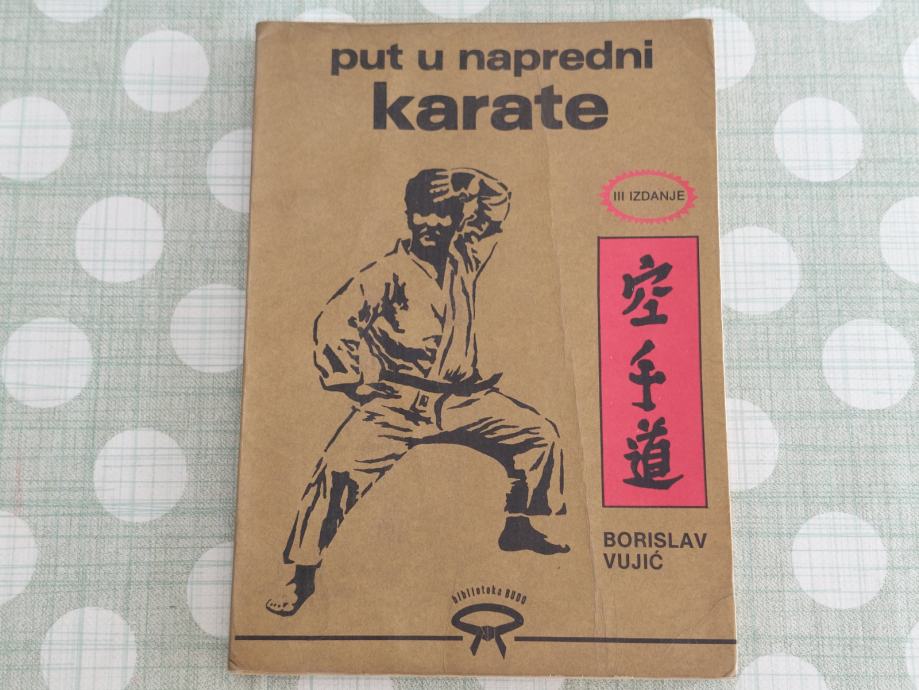 put u napredni
karate
III IZDANJE
空
手
道
BORISLAV
VUJIĆ
biblioteka BUDO